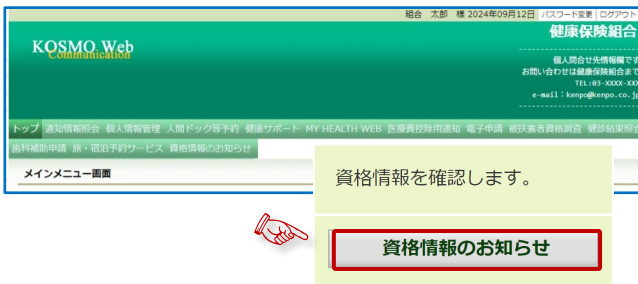 組合 太郎 様 2024年09月12日 パスワード変更 ログアウト
健康保険組合
KOSMO Web
Communication
個人問合せ先情報欄です
お問い合わせは健康保険組合まで
TEL:03-XXXX-XXX
e-mail：kenpo@kenpo.co.jp
トップ 通知情報照会 個人情報管理 人間ドック等予約 健康サポート MY HEALTH WEB 医療費控除用通知 電子申請 被扶養者資格調査 健診結果照会
歯科補助申請 旅・宿泊予約サービス 資格情報のお知らせ
メインメニュー画面
資格情報を確認します。
資格情報のお知らせ